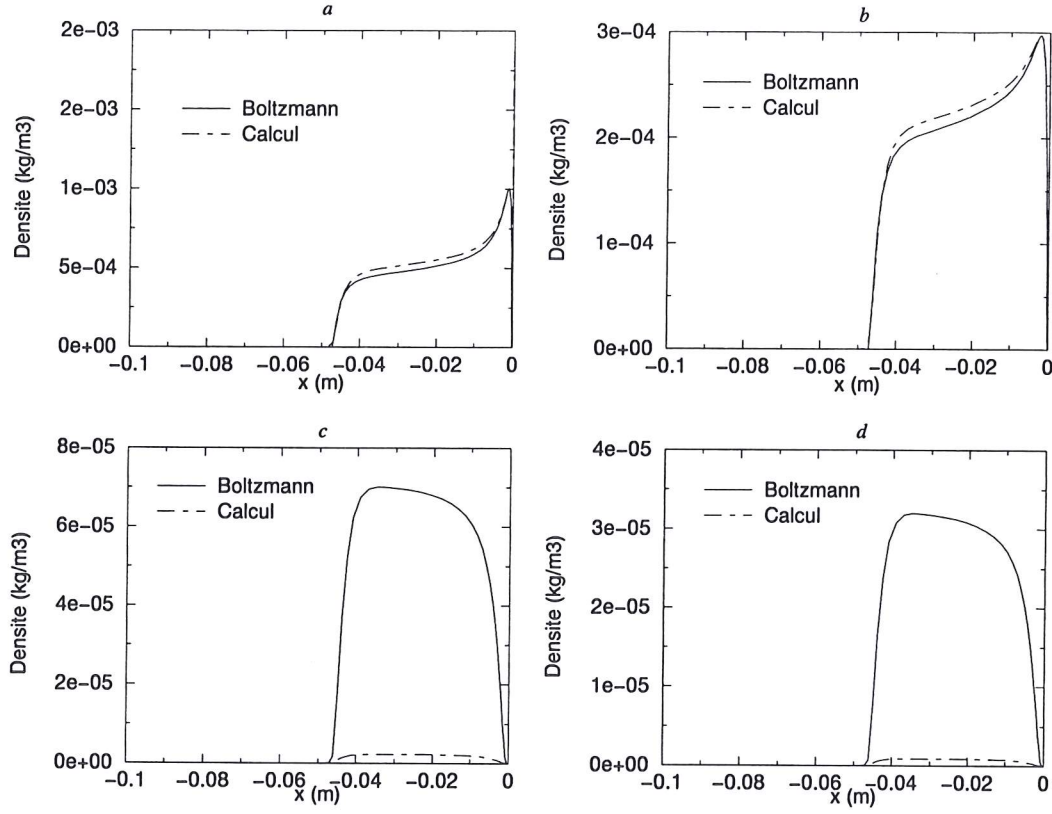 a
2e-03
2e-03
1e-03
5e-04
0e+00
Densite (kg/m3)
Boltzmann
Calcul
-0.1 -0.08 -0.06 -0.04 -0.02 0
x (m)
b
3e-04
2e-04
1e-04
0e+00
Densite (kg/m3)
Boltzmann
Calcul
-0.1 -0.08 -0.06 -0.04 -0.02 0
x (m)
c
8e-05
6e-05
4e-05
2e-05
0e+00
Densite (kg/m3)
Boltzmann
Calcul
-0.1 -0.08 -0.06 -0.04 -0.02 0
x (m)
d
4e-05
3e-05
2e-05
1e-05
0e+00
Densite (kg/m3)
Boltzmann
Calcul
-0.1 -0.08 -0.06 -0.04 -0.02 0
x (m)